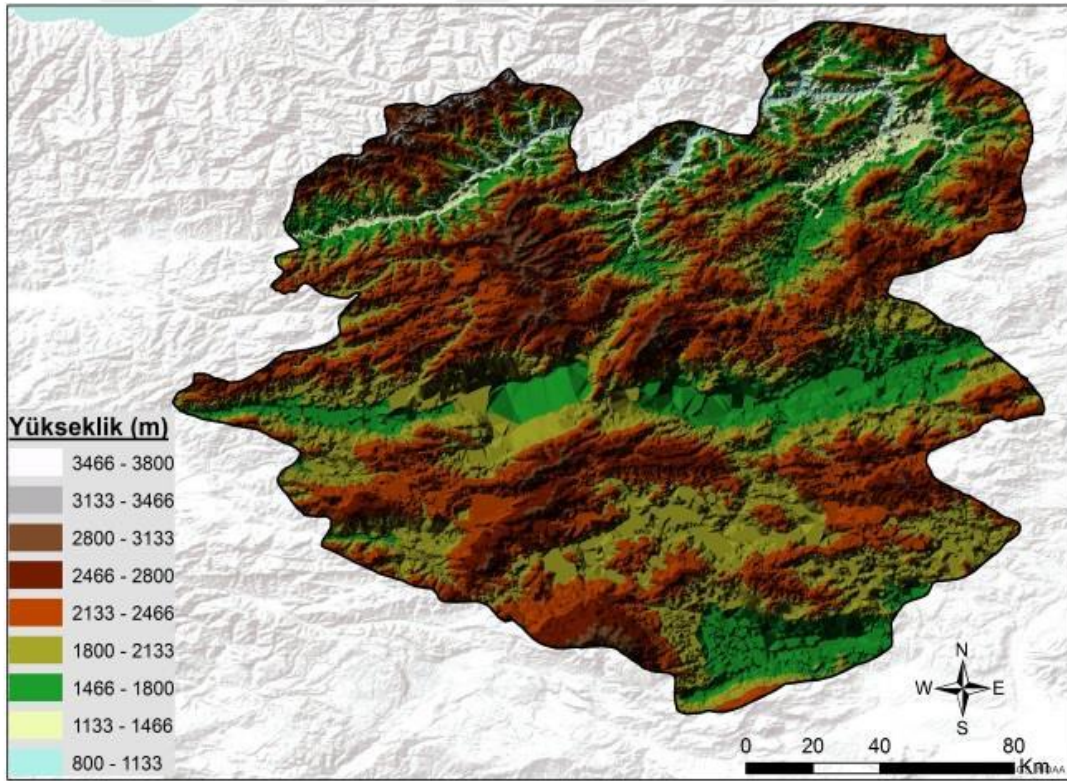 Yükseklik (m)
3466 - 3800
3133 - 3466
2800 - 3133
2466 - 2800
2133 - 2466
1800 - 2133
1466 - 1800
1133 - 1466
800 - 1133
N
W E
S
0 20 40 80
Km